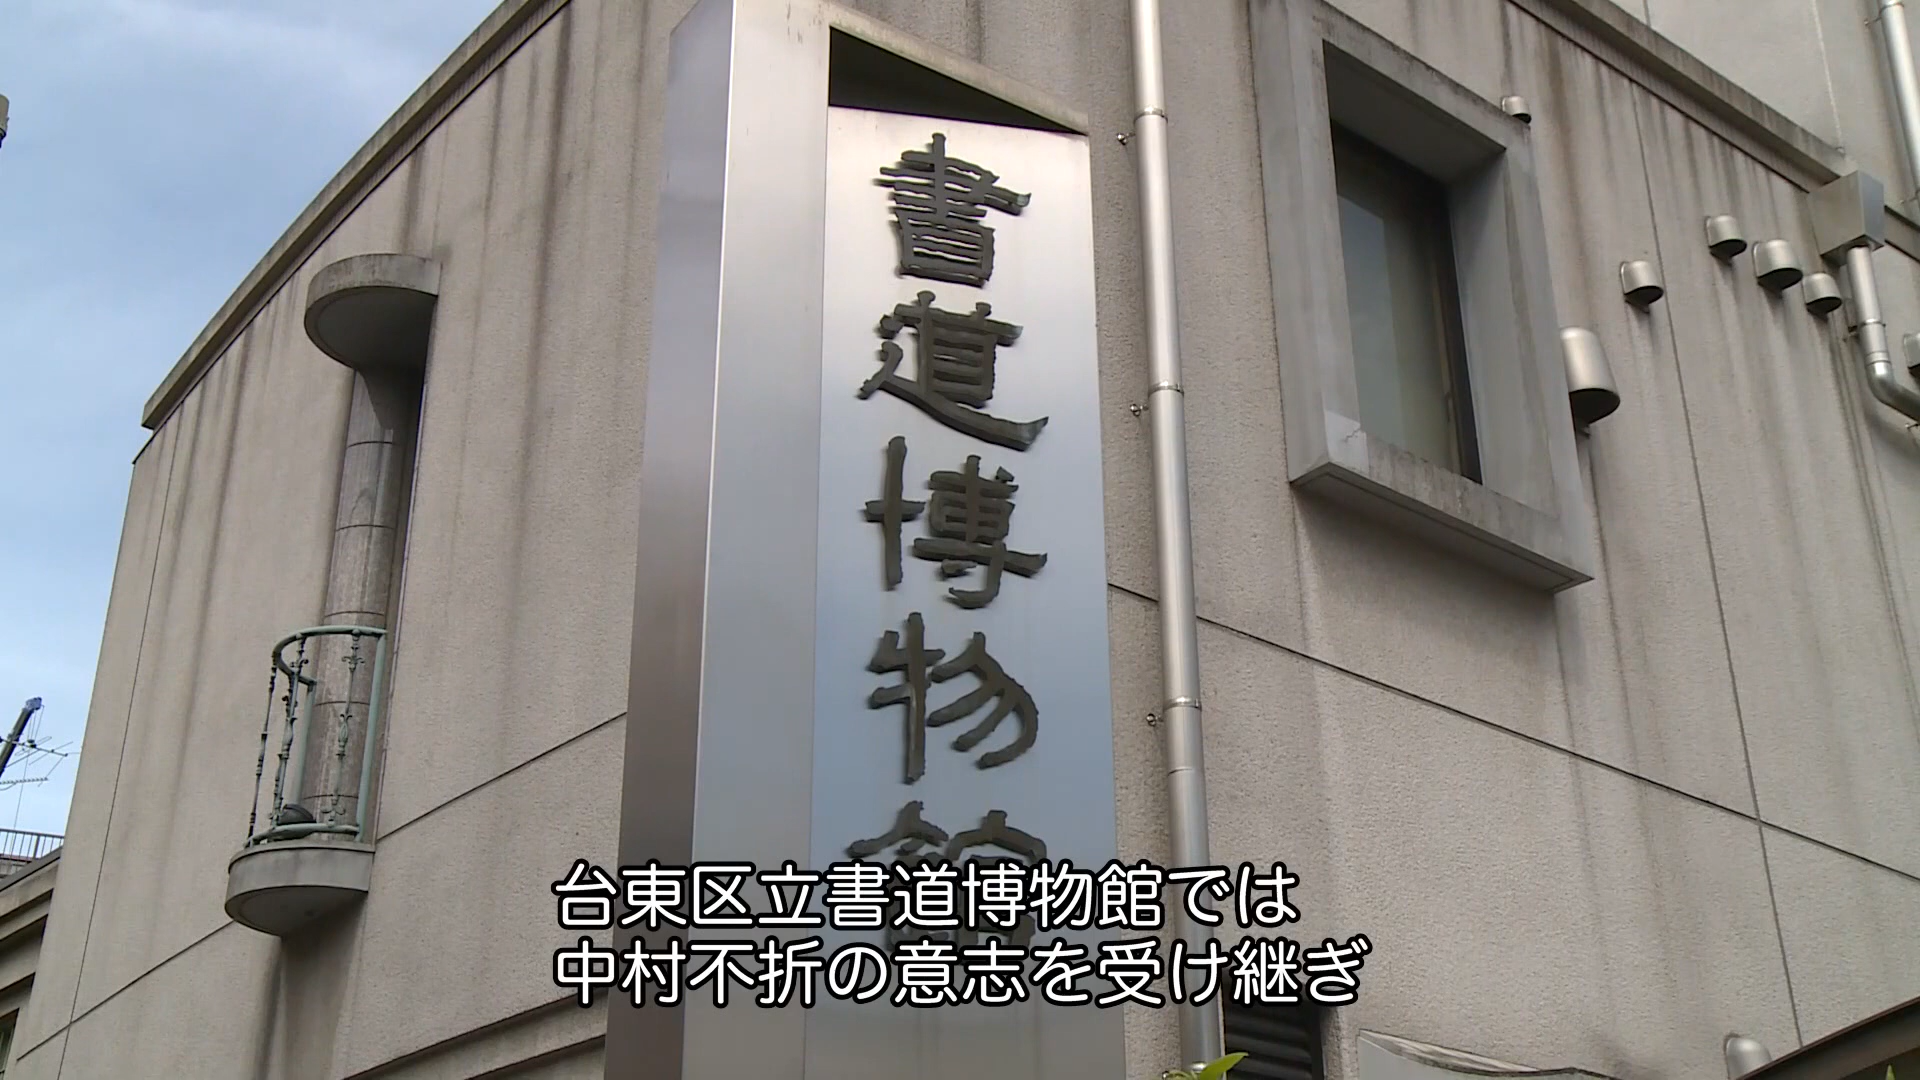 書道博物館
台東区立書道博物館では
中村不折の意志を受け継ぎ